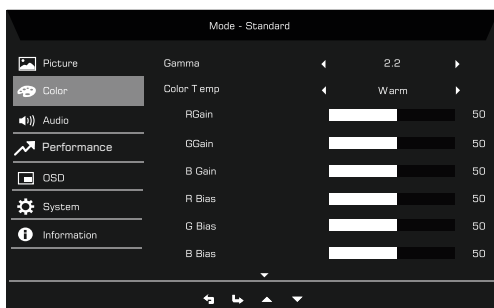 Mode - Standard
Picture
Color
Audio
Performance
OSD
System
Information
Gamma 2.2
Color Temp Warm
RGain 50
GGain 50
B Gain 50
R Bias 50
G Bias 50
B Bias 50